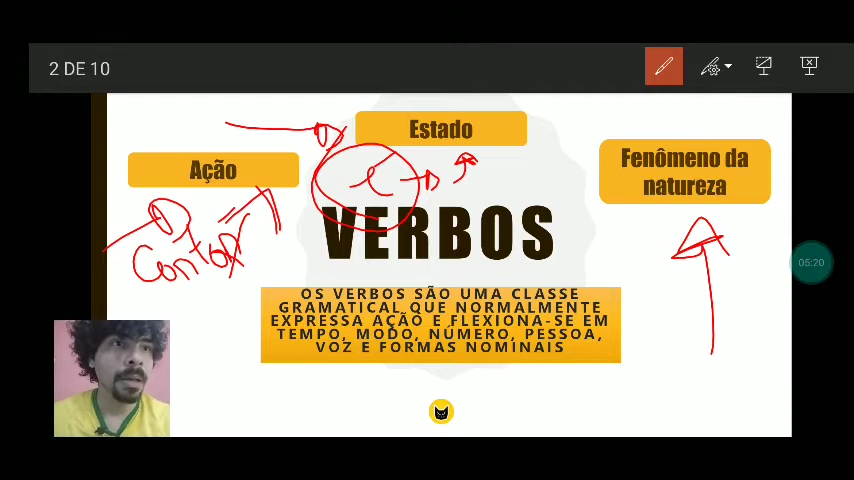 2 DE 10
Estado
Ação
Fenômeno da
natureza
é
Contar
VERBOS
05:20
OS VERBOS SÃO UMA CLASSE
GRAMATICAL QUE NORMALMENTE
EXPRESSA AÇÃO E FLEXIONA-SE EM
TEMPO, MODO, NÚMERO, PESSOA,
VOZ E FORMAS NOMINAIS